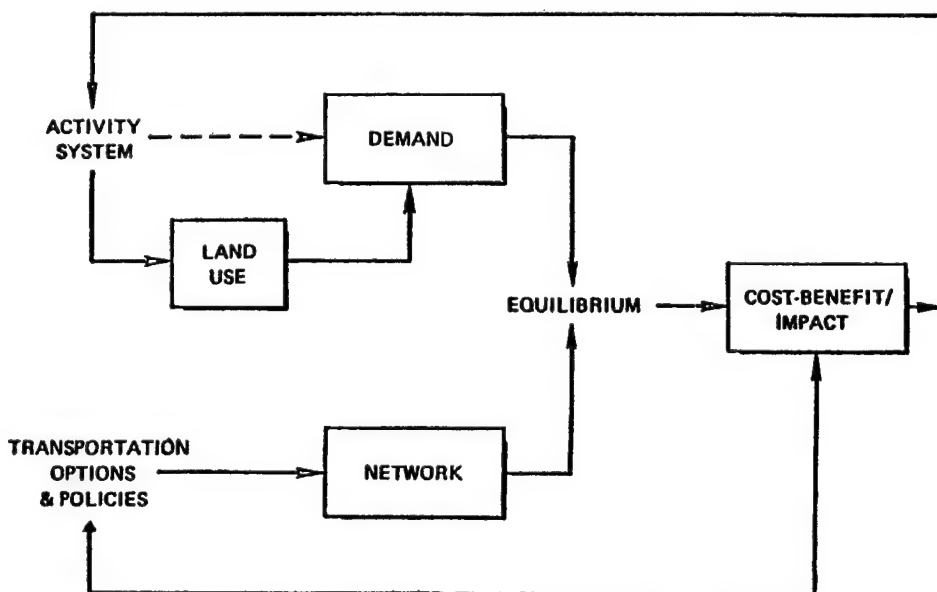 ACTIVITY
SYSTEM
DEMAND
LAND
USE
EQUILIBRIUM
COST-BENEFIT/
IMPACT
TRANSPORTATION
OPTIONS
& POLICIES
NETWORK